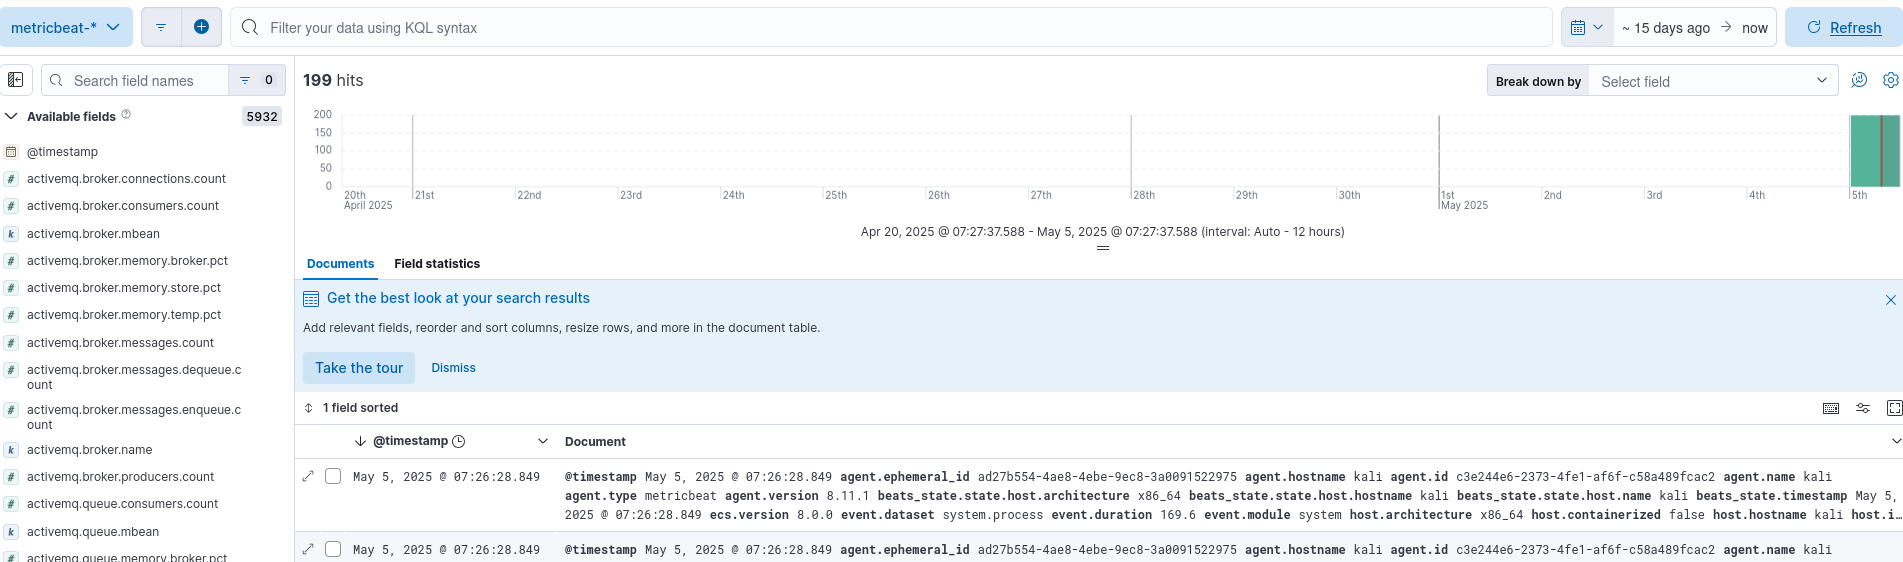 metricbeat-*
Filter your data using KQL syntax
~ 15 days ago → now
Refresh
Search field names
0
Available fields
5932
@timestamp
activemq.broker.connections.count
activemq.broker.consumers.count
k activemq.broker.mbean
activemq.broker.memory.broker.pct
activemq.broker.memory.store.pct
activemq.broker.memory.temp.pct
activemq.broker.messages.count
activemq.broker.messages.dequeue.c
ount
activemq.broker.messages.enqueue.c
ount
k activemq.broker.name
activemq.broker.producers.count
activemq.queue.consumers.count
k activemq.queue.mbean
activemq.queue.memory.broker.pct
199 hits
Break down by
Select field
200
150
100
50
0
20th 21st 22nd 23rd 24th 25th 26th 27th 28th 29th 30th 1st 2nd 3rd 4th 5th
April 2025 May 2025
Apr 20, 2025 @ 07:27:37.588 - May 5, 2025 @ 07:27:37.588 (interval: Auto - 12 hours)
Documents Field statistics
Get the best look at your search results
Add relevant fields, reorder and sort columns, resize rows, and more in the document table.
Take the tour Dismiss
1 field sorted
@timestamp Document
May 5, 2025 @ 07:26:28.849 @timestamp May 5, 2025 @ 07:26:28.849 agent.ephemeral_id ad27b554-4ae8-4ebe-9ec8-3a0091522975 agent.hostname kali agent.id c3e244e6-2373-4fe1-af6f-c58a489fcac2 agent.name kali
agent.type metricbeat agent.version 8.11.1 beats_state.state.host.architecture x86_64 beats_state.state.host.hostname kali beats_state.state.host.name kali beats_state.timestamp May 5,
2025 @ 07:26:28.849 ecs.version 8.0.0 event.dataset system.process event.duration 169.6 event.module system host.architecture x86_64 host.containerized false host.hostname kali host.i…
May 5, 2025 @ 07:26:28.849 @timestamp May 5, 2025 @ 07:26:28.849 agent.ephemeral_id ad27b554-4ae8-4ebe-9ec8-3a0091522975 agent.hostname kali agent.id c3e244e6-2373-4fe1-af6f-c58a489fcac2 agent.name kali